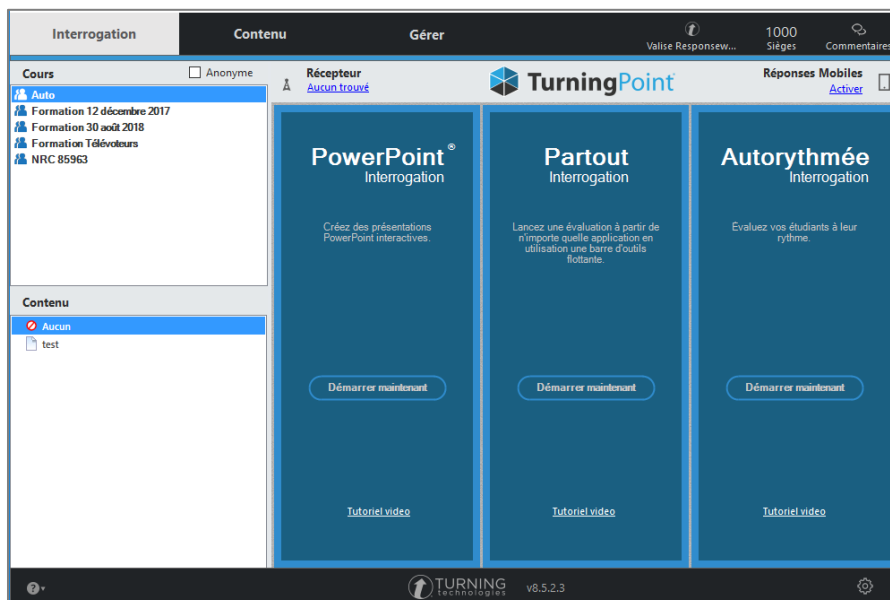 Interrogation
Contenu
Gérer
Valise Responsew...
1000
Sièges
Commentaires
Cours
Anonyme
Auto
Formation 12 décembre 2017
Formation 30 août 2018
Formation Télévoteurs
NRC 85963
Contenu
Aucun
test
Récepteur
Aucun trouvé
TurningPoint
Réponses Mobiles
Activer
PowerPoint ®
Interrogation
Créez des présentations
PowerPoint interactives.
Démarrer maintenant
Tutoriel video
Partout
Interrogation
Lancez une évaluation à partir de
n'importe quelle application en
utilisation une barre d'outils
flottante.
Démarrer maintenant
Tutoriel video
Autorythmée
Interrogation
Évaluez vos étudiants à leur
rythme.
Démarrer maintenant
Tutoriel video
TURNING
technologies
v8.5.2.3